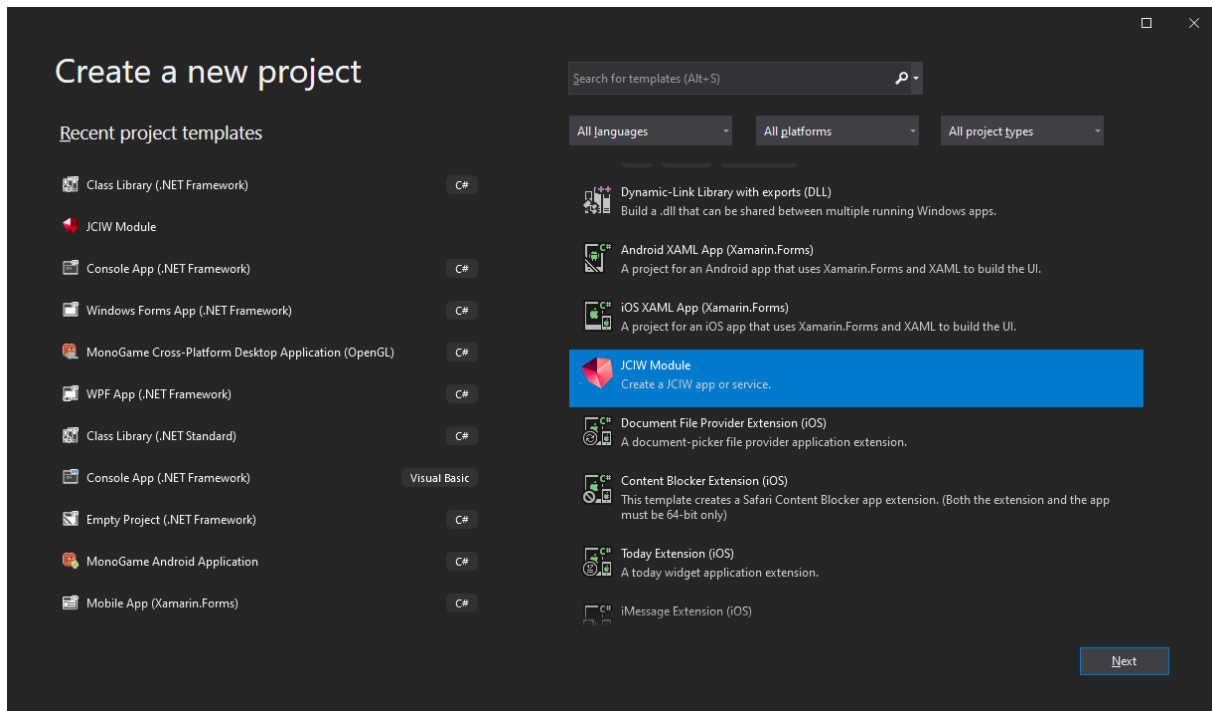 Create a new project
Search for templates (Alt+S)
Recent project templates
All languages
All platforms
All project types
Class Library (.NET Framework)
C#
JCIW Module
Console App (.NET Framework)
C#
Windows Forms App (.NET Framework)
C#
MonoGame Cross-Platform Desktop Application (OpenGL)
C#
WPF App (.NET Framework)
C#
Class Library (.NET Standard)
C#
Console App (.NET Framework)
Visual Basic
Empty Project (.NET Framework)
C#
MonoGame Android Application
C#
Mobile App (Xamarin.Forms)
C#
Dynamic-Link Library with exports (DLL)
Build a .dll that can be shared between multiple running Windows apps.
Android XAML App (Xamarin.Forms)
A project for an Android app that uses Xamarin.Forms and XAML to build the UI.
iOS XAML App (Xamarin.Forms)
A project for an iOS app that uses Xamarin.Forms and XAML to build the UI.
JCIW Module
Create a JCIW app or service.
Document File Provider Extension (iOS)
A document-picker file provider application extension.
Content Blocker Extension (iOS)
This template creates a Safari Content Blocker app extension. (Both the extension and the app
must be 64-bit only)
Today Extension (iOS)
A today widget application extension.
iMessage Extension (iOS)
Next